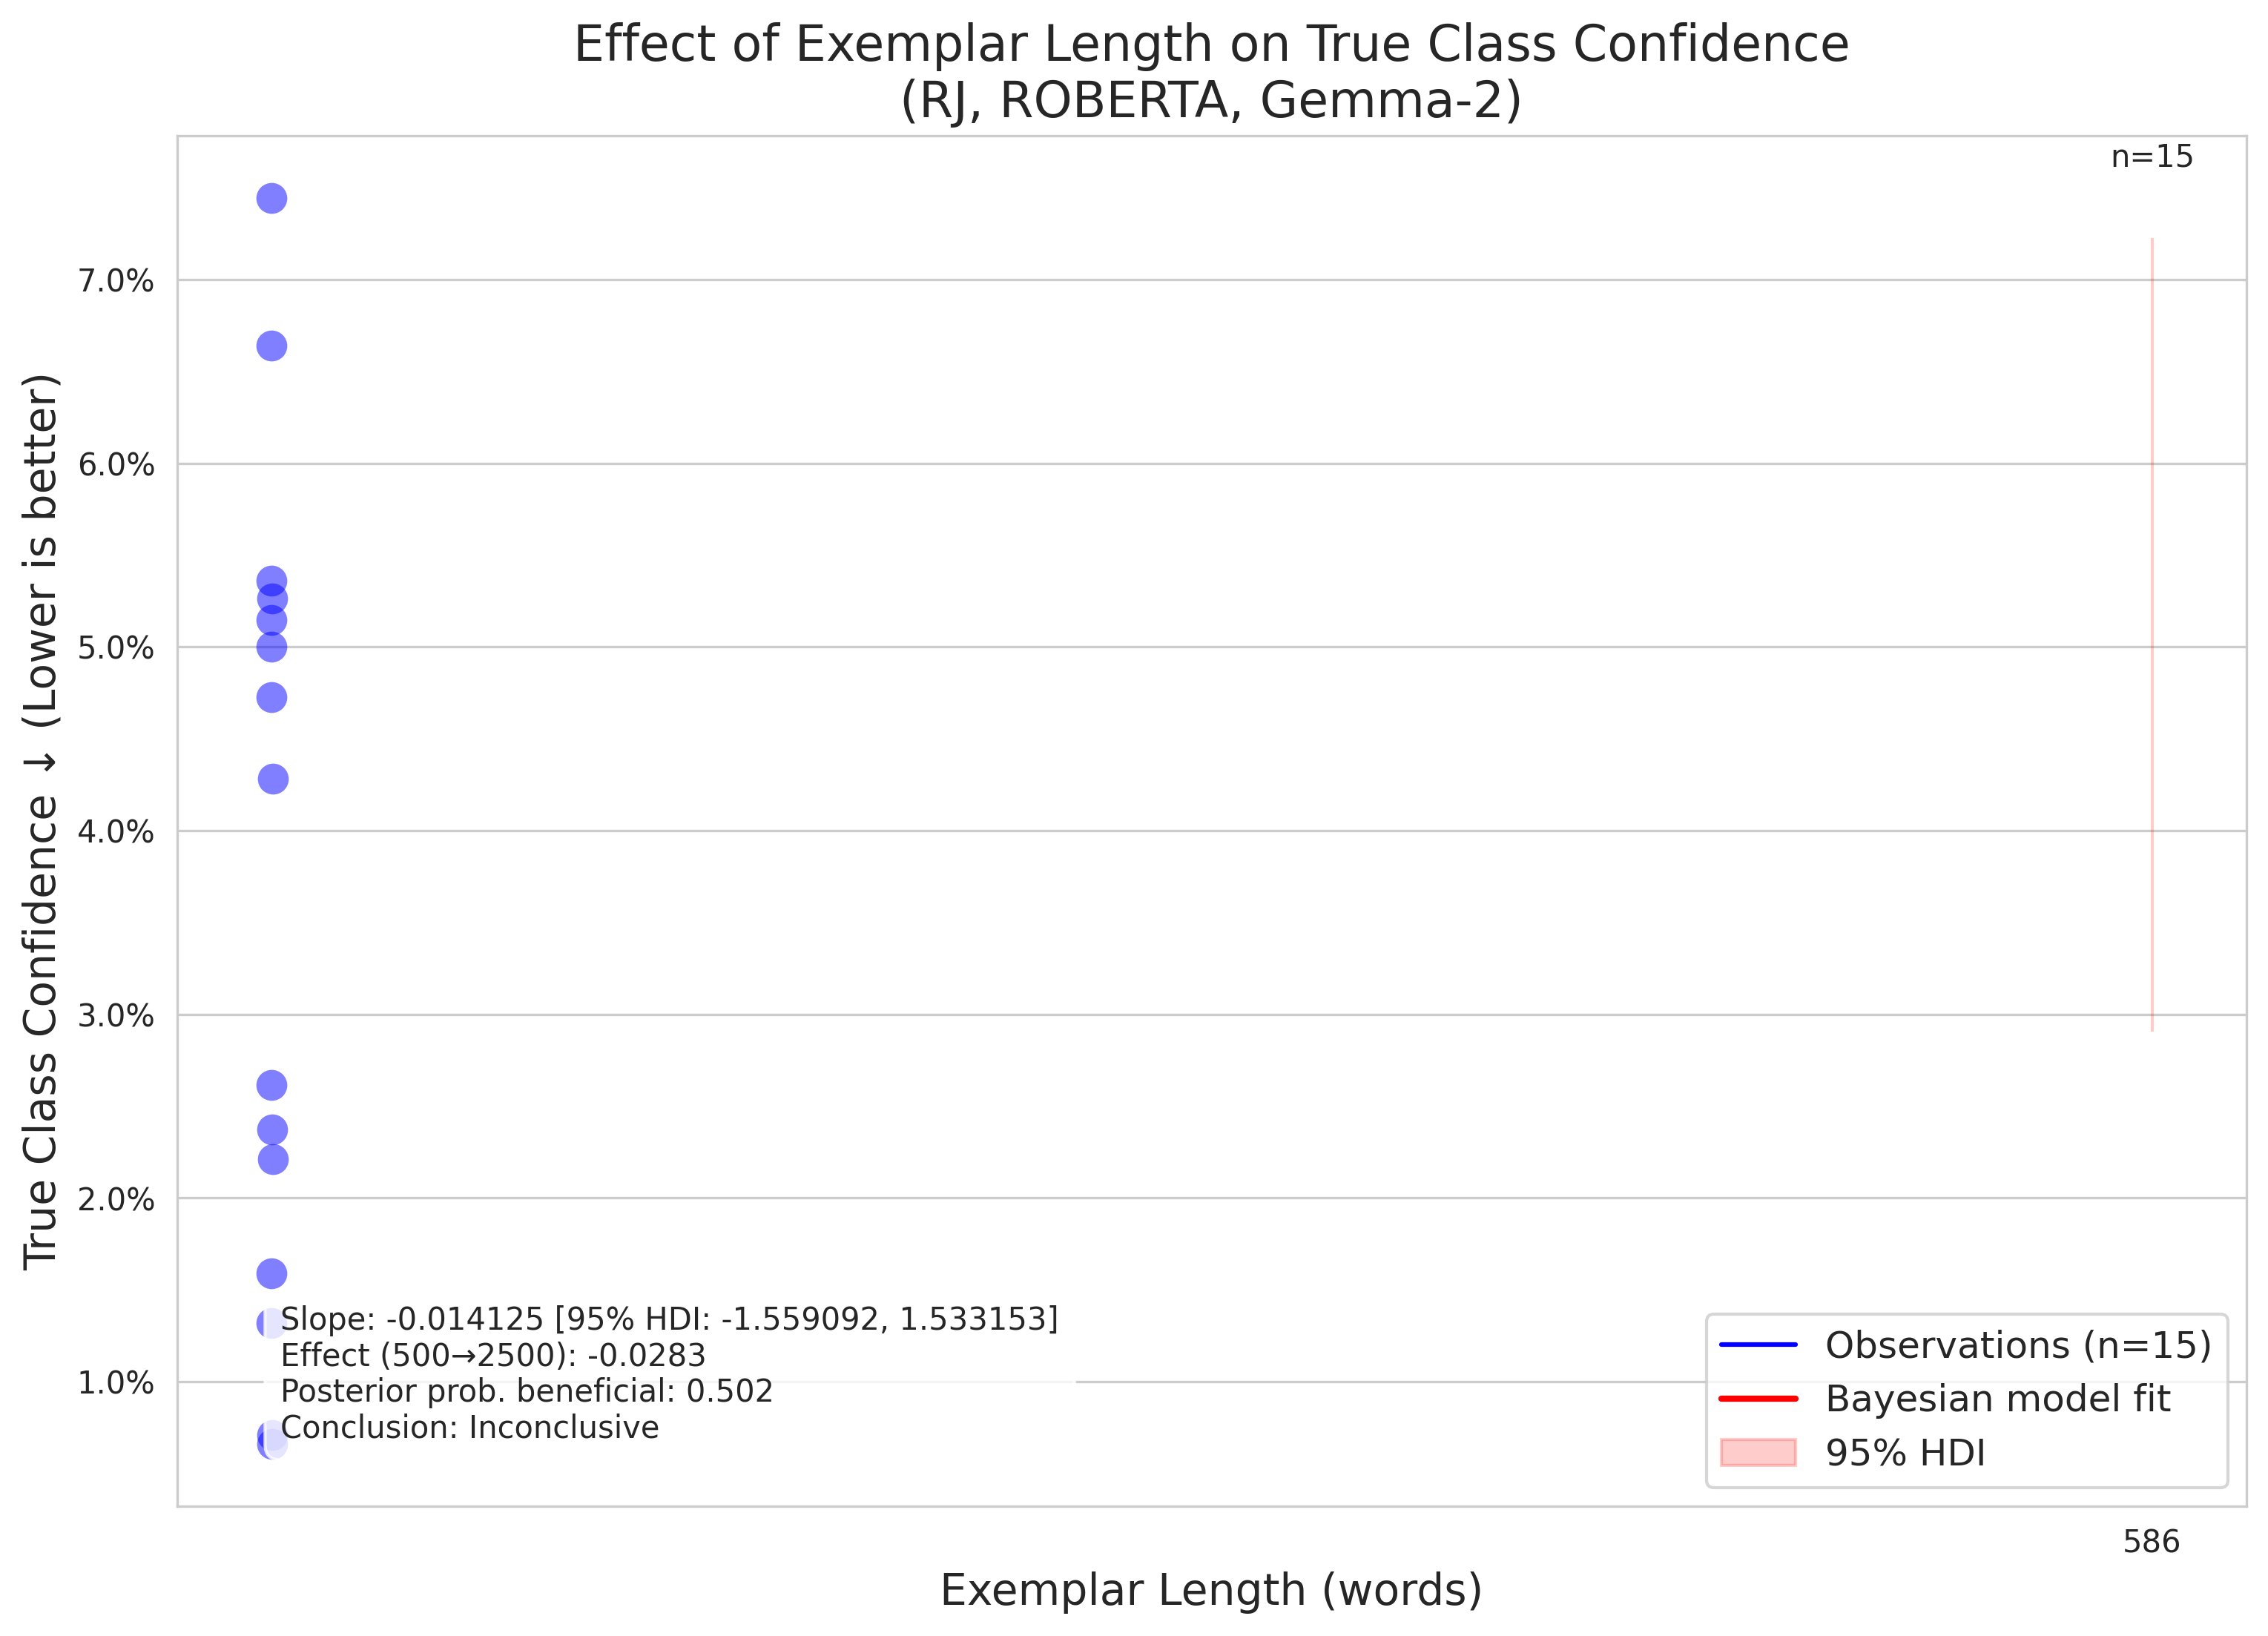 Effect of Exemplar Length on True Class Confidence
(RJ, ROBERTA, Gemma-2)
n=15
True Class Confidence ↓ (Lower is better)
7.0%
6.0%
5.0%
4.0%
3.0%
2.0%
1.0%
Slope: -0.014125 [95% HDI: -1.559092, 1.533153]
Effect (500→2500): -0.0283
Posterior prob. beneficial: 0.502
Conclusion: Inconclusive
Observations (n=15)
Bayesian model fit
95% HDI
586
Exemplar Length (words)